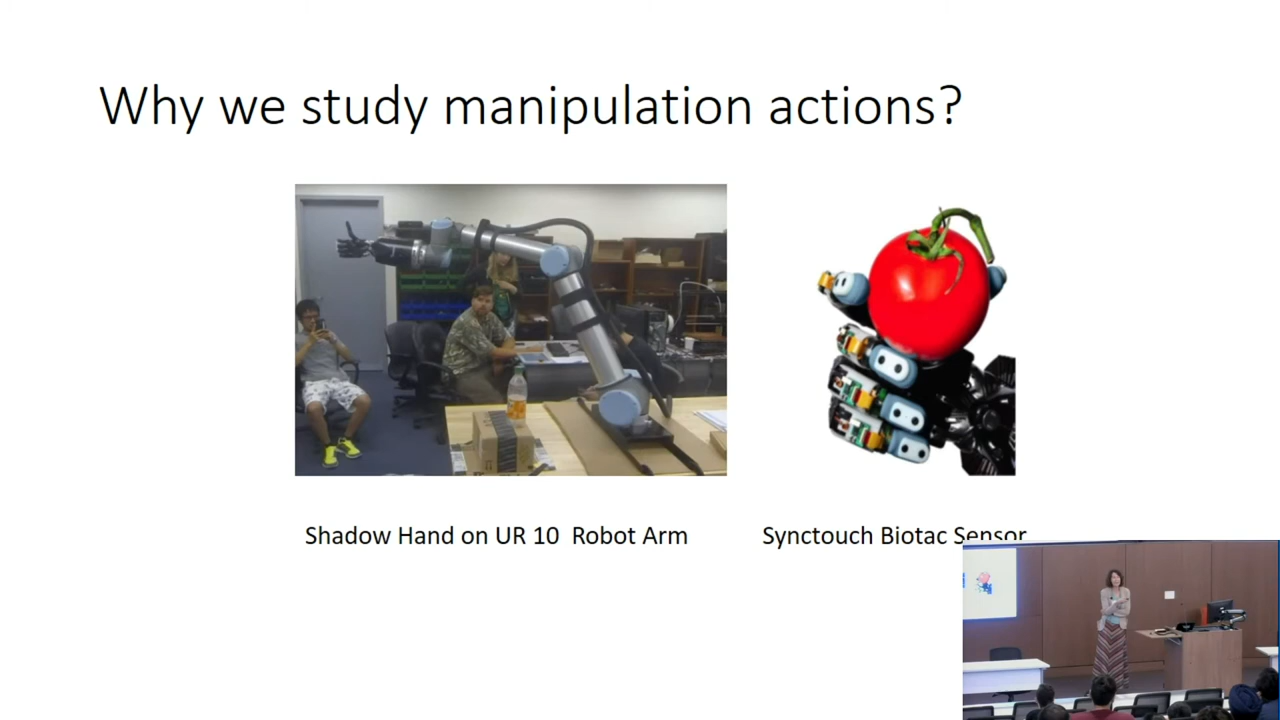 Why we study manipulation actions?
Shadow Hand on UR 10 Robot Arm
Synctouch Biotac Sensor